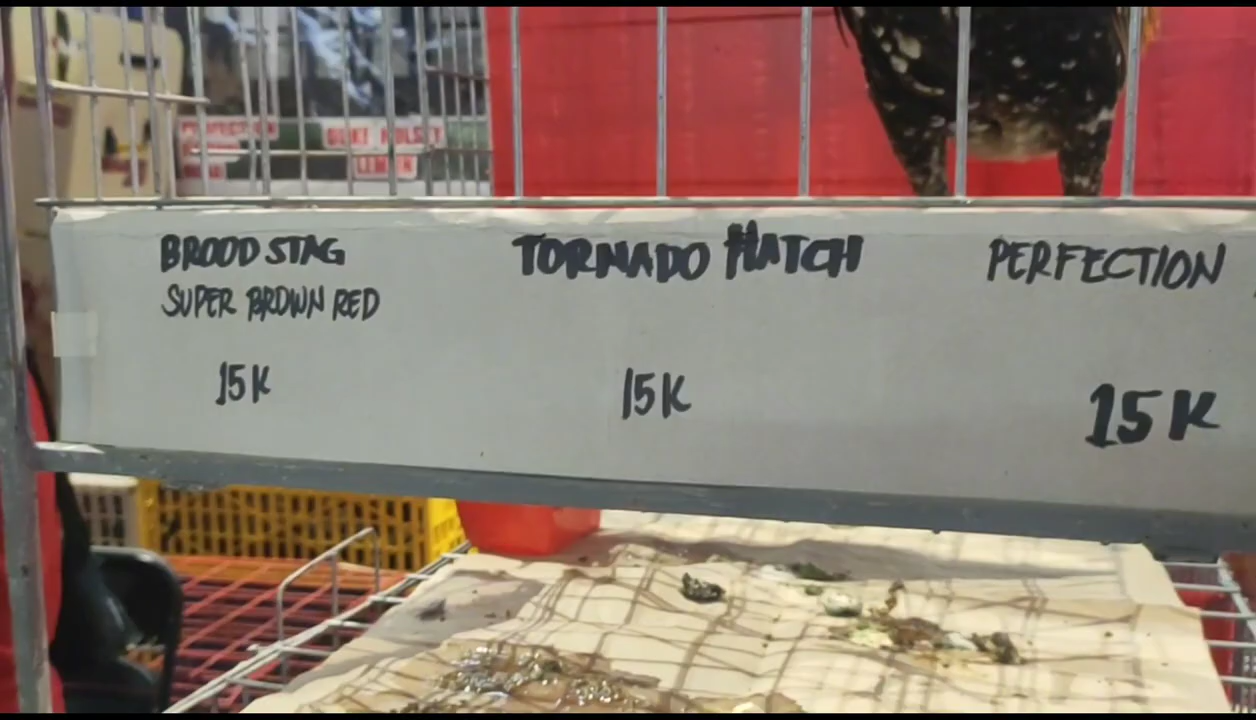 BROOD STAG
SUPER BROWN RED
15K
TORNADO HATCH
15K
PERFECTION
15K